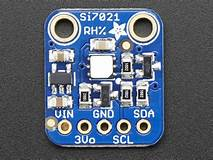 Si7021
RH%
VIN GND SDA
3Vo SCL